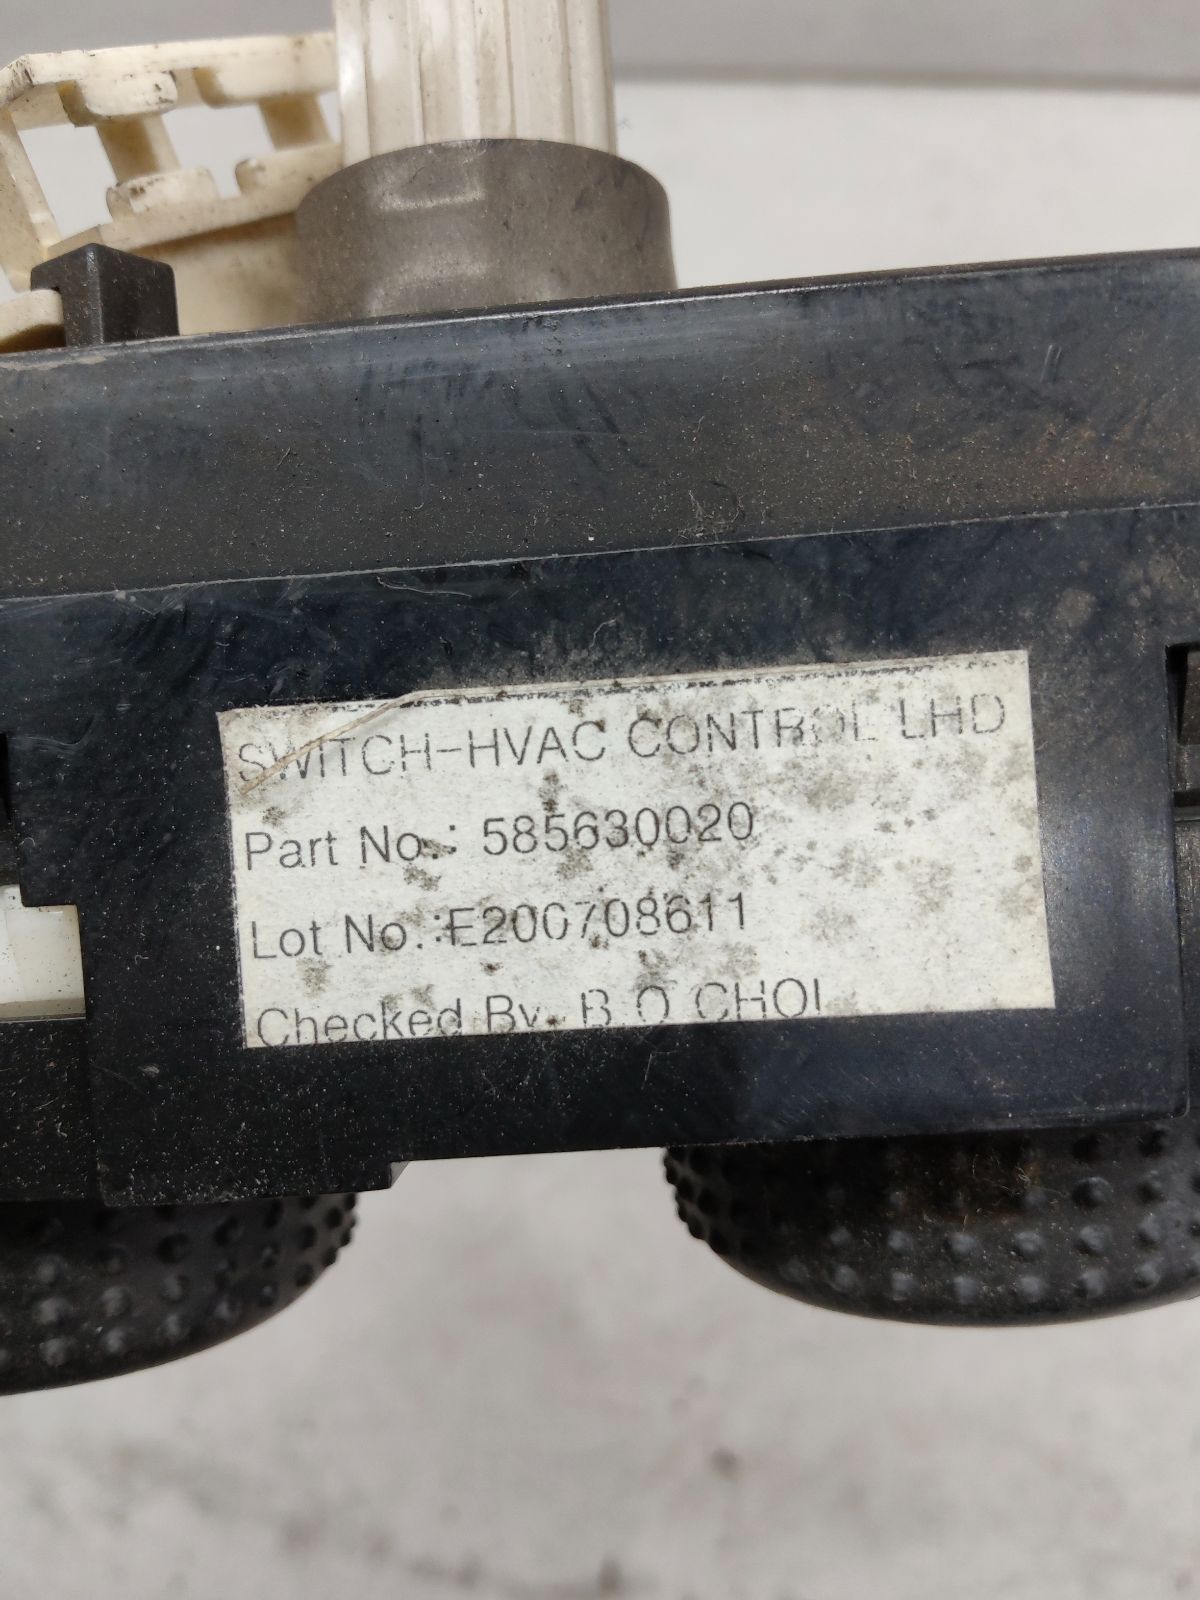 SWITCH-HVAC CONTROL LHD
Part No.: 585630020
Lot No.:E200708611
Checked By. B.O CHOI